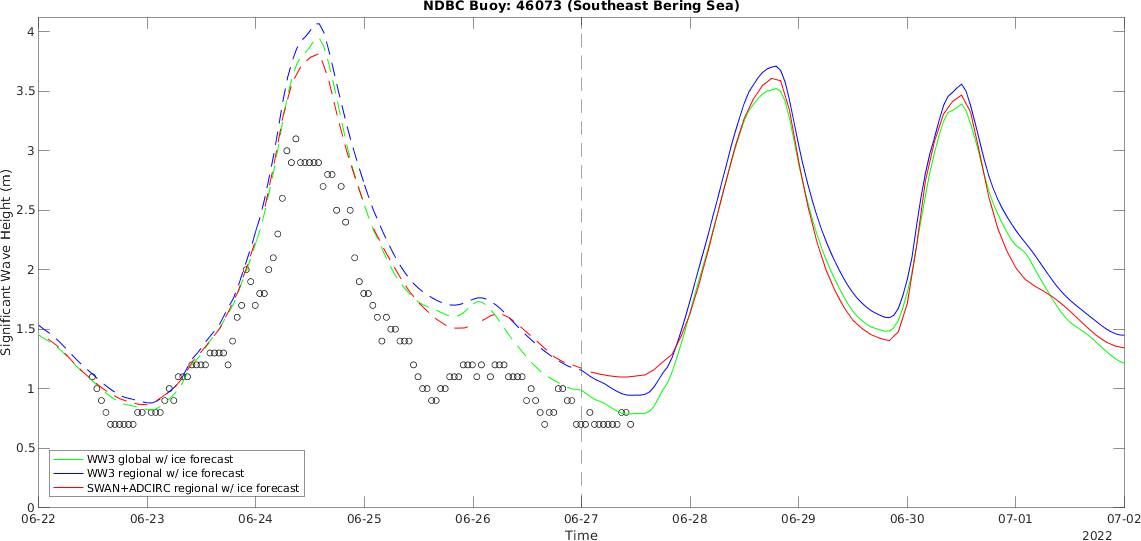 NDBC Buoy: 46073 (Southeast Bering Sea)
Significant Wave Height (m)
4
3.5
3
2.5
2
1.5
1
0.5
0
WW3 global w/ ice forecast
WW3 regional w/ ice forecast
SWAN+ADCIRC regional w/ ice forecast
06-22 06-23 06-24 06-25 06-26 06-27 06-28 06-29 06-30 07-01 07-02
Time
2022